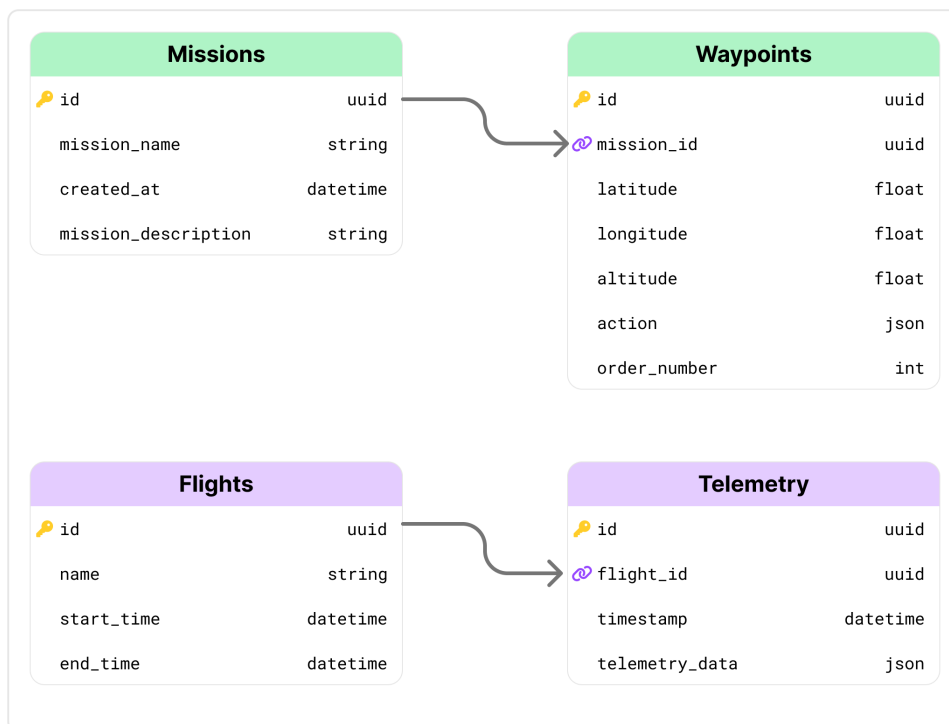 Missions
id uuid
mission_name string
created_at datetime
mission_description string
Waypoints
id uuid
mission_id uuid
latitude float
longitude float
altitude float
action json
order_number int
Flights
id uuid
name string
start_time datetime
end_time datetime
Telemetry
id uuid
flight_id uuid
timestamp datetime
telemetry_data json